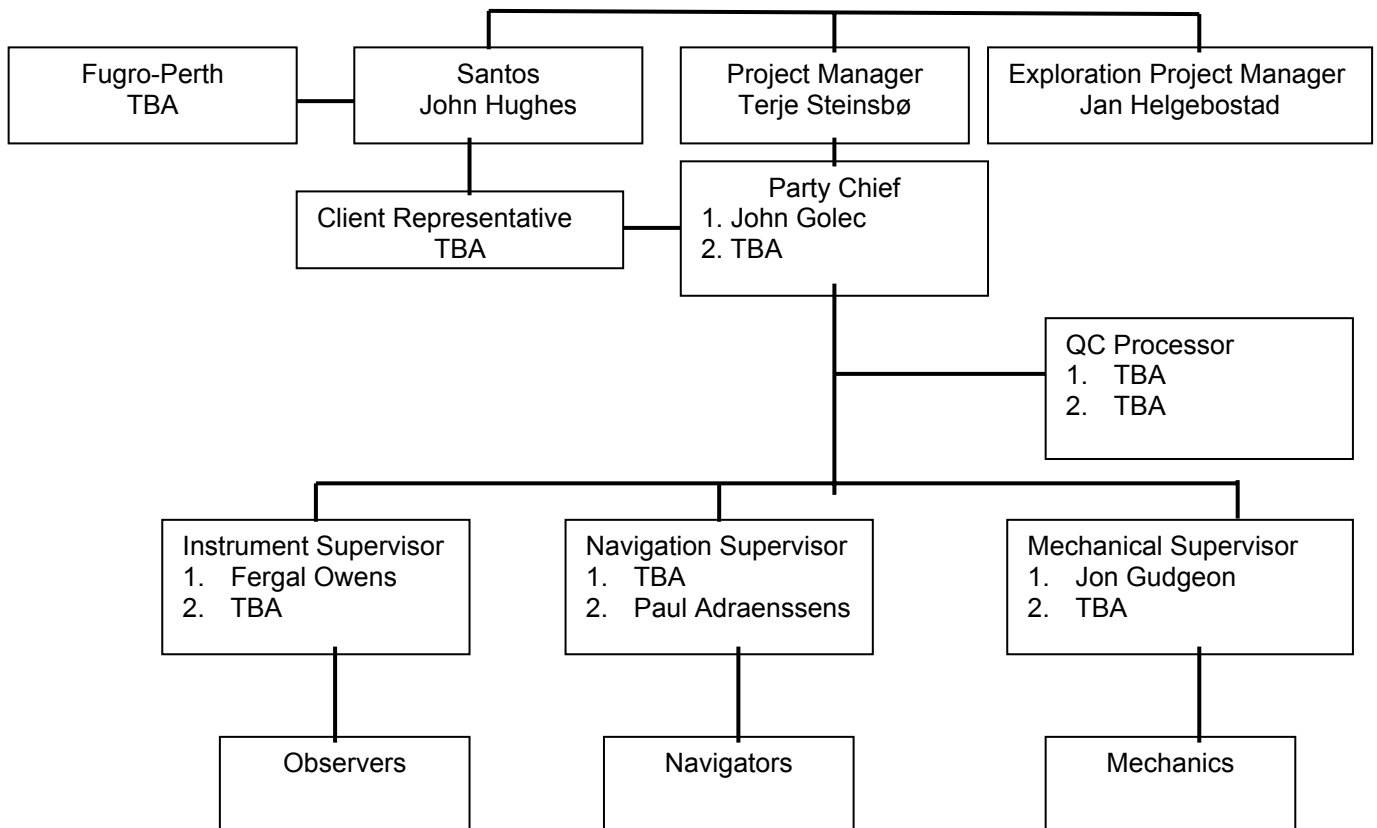 Fugro-Perth
TBA
Santos
John Hughes
Project Manager
Terje Steinsbø
Exploration Project Manager
Jan Helgebostad
Client Representative
TBA
Party Chief
1. John Golec
2. TBA
QC Processor
1. TBA
2. TBA
Instrument Supervisor
1. Fergal Owens
2. TBA
Navigation Supervisor
1. TBA
2. Paul Adraenssens
Mechanical Supervisor
1. Jon Gudgeon
2. TBA
Observers
Navigators
Mechanics